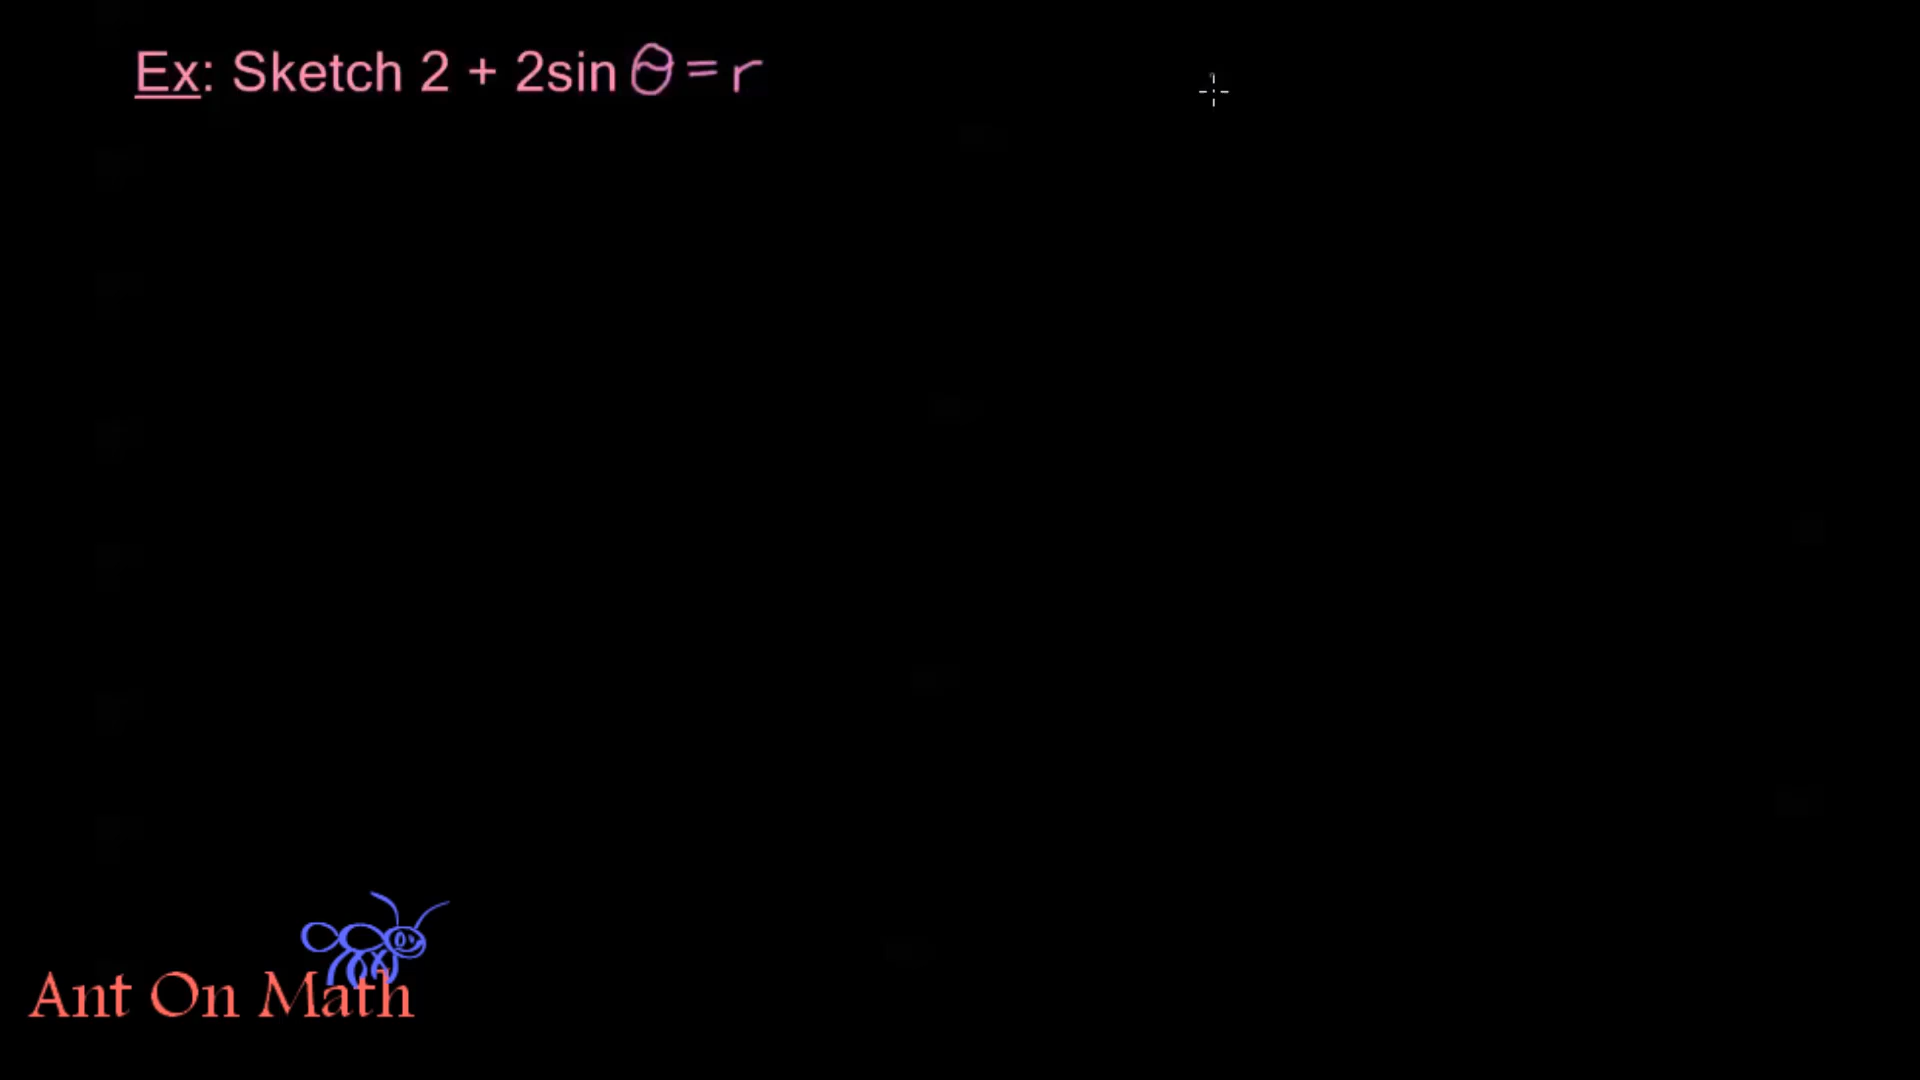 Ex: Sketch 2 + 2sin θ = r
Ant On Math